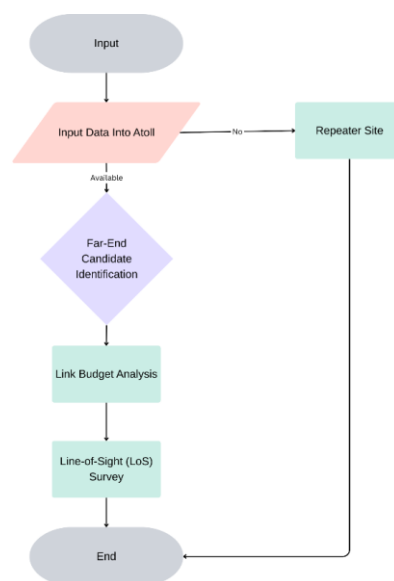 Input
Input Data Into Atoll
No
Repeater Site
Available
Far-End
Candidate
Identification
Link Budget Analysis
Line-of-Sight (LoS)
Survey
End